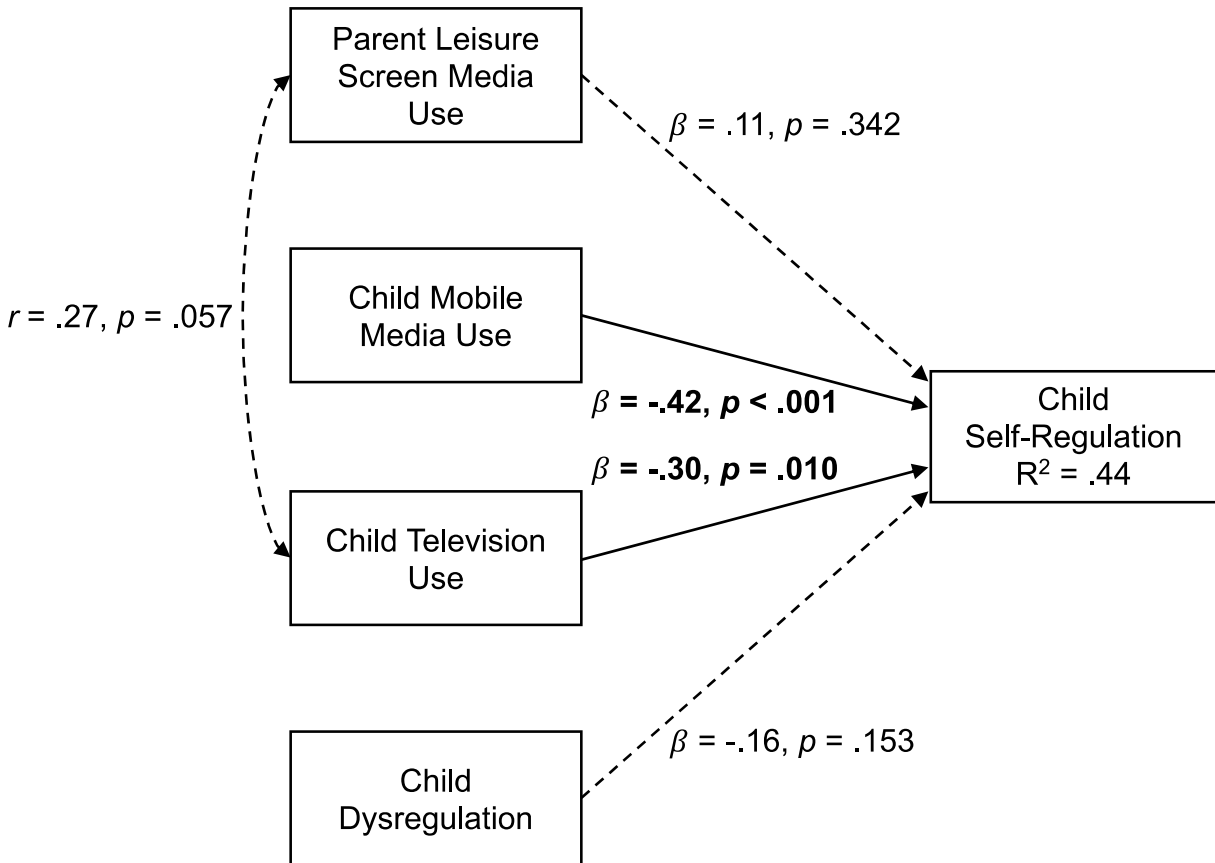 Parent Leisure
Screen Media
Use
β = .11, p = .342
Child Mobile
Media Use
r = .27, p = .057
β = -.42, p < .001
Child
Self-Regulation
R² = .44
β = -.30, p = .010
Child Television
Use
β = -.16, p = .153
Child
Dysregulation